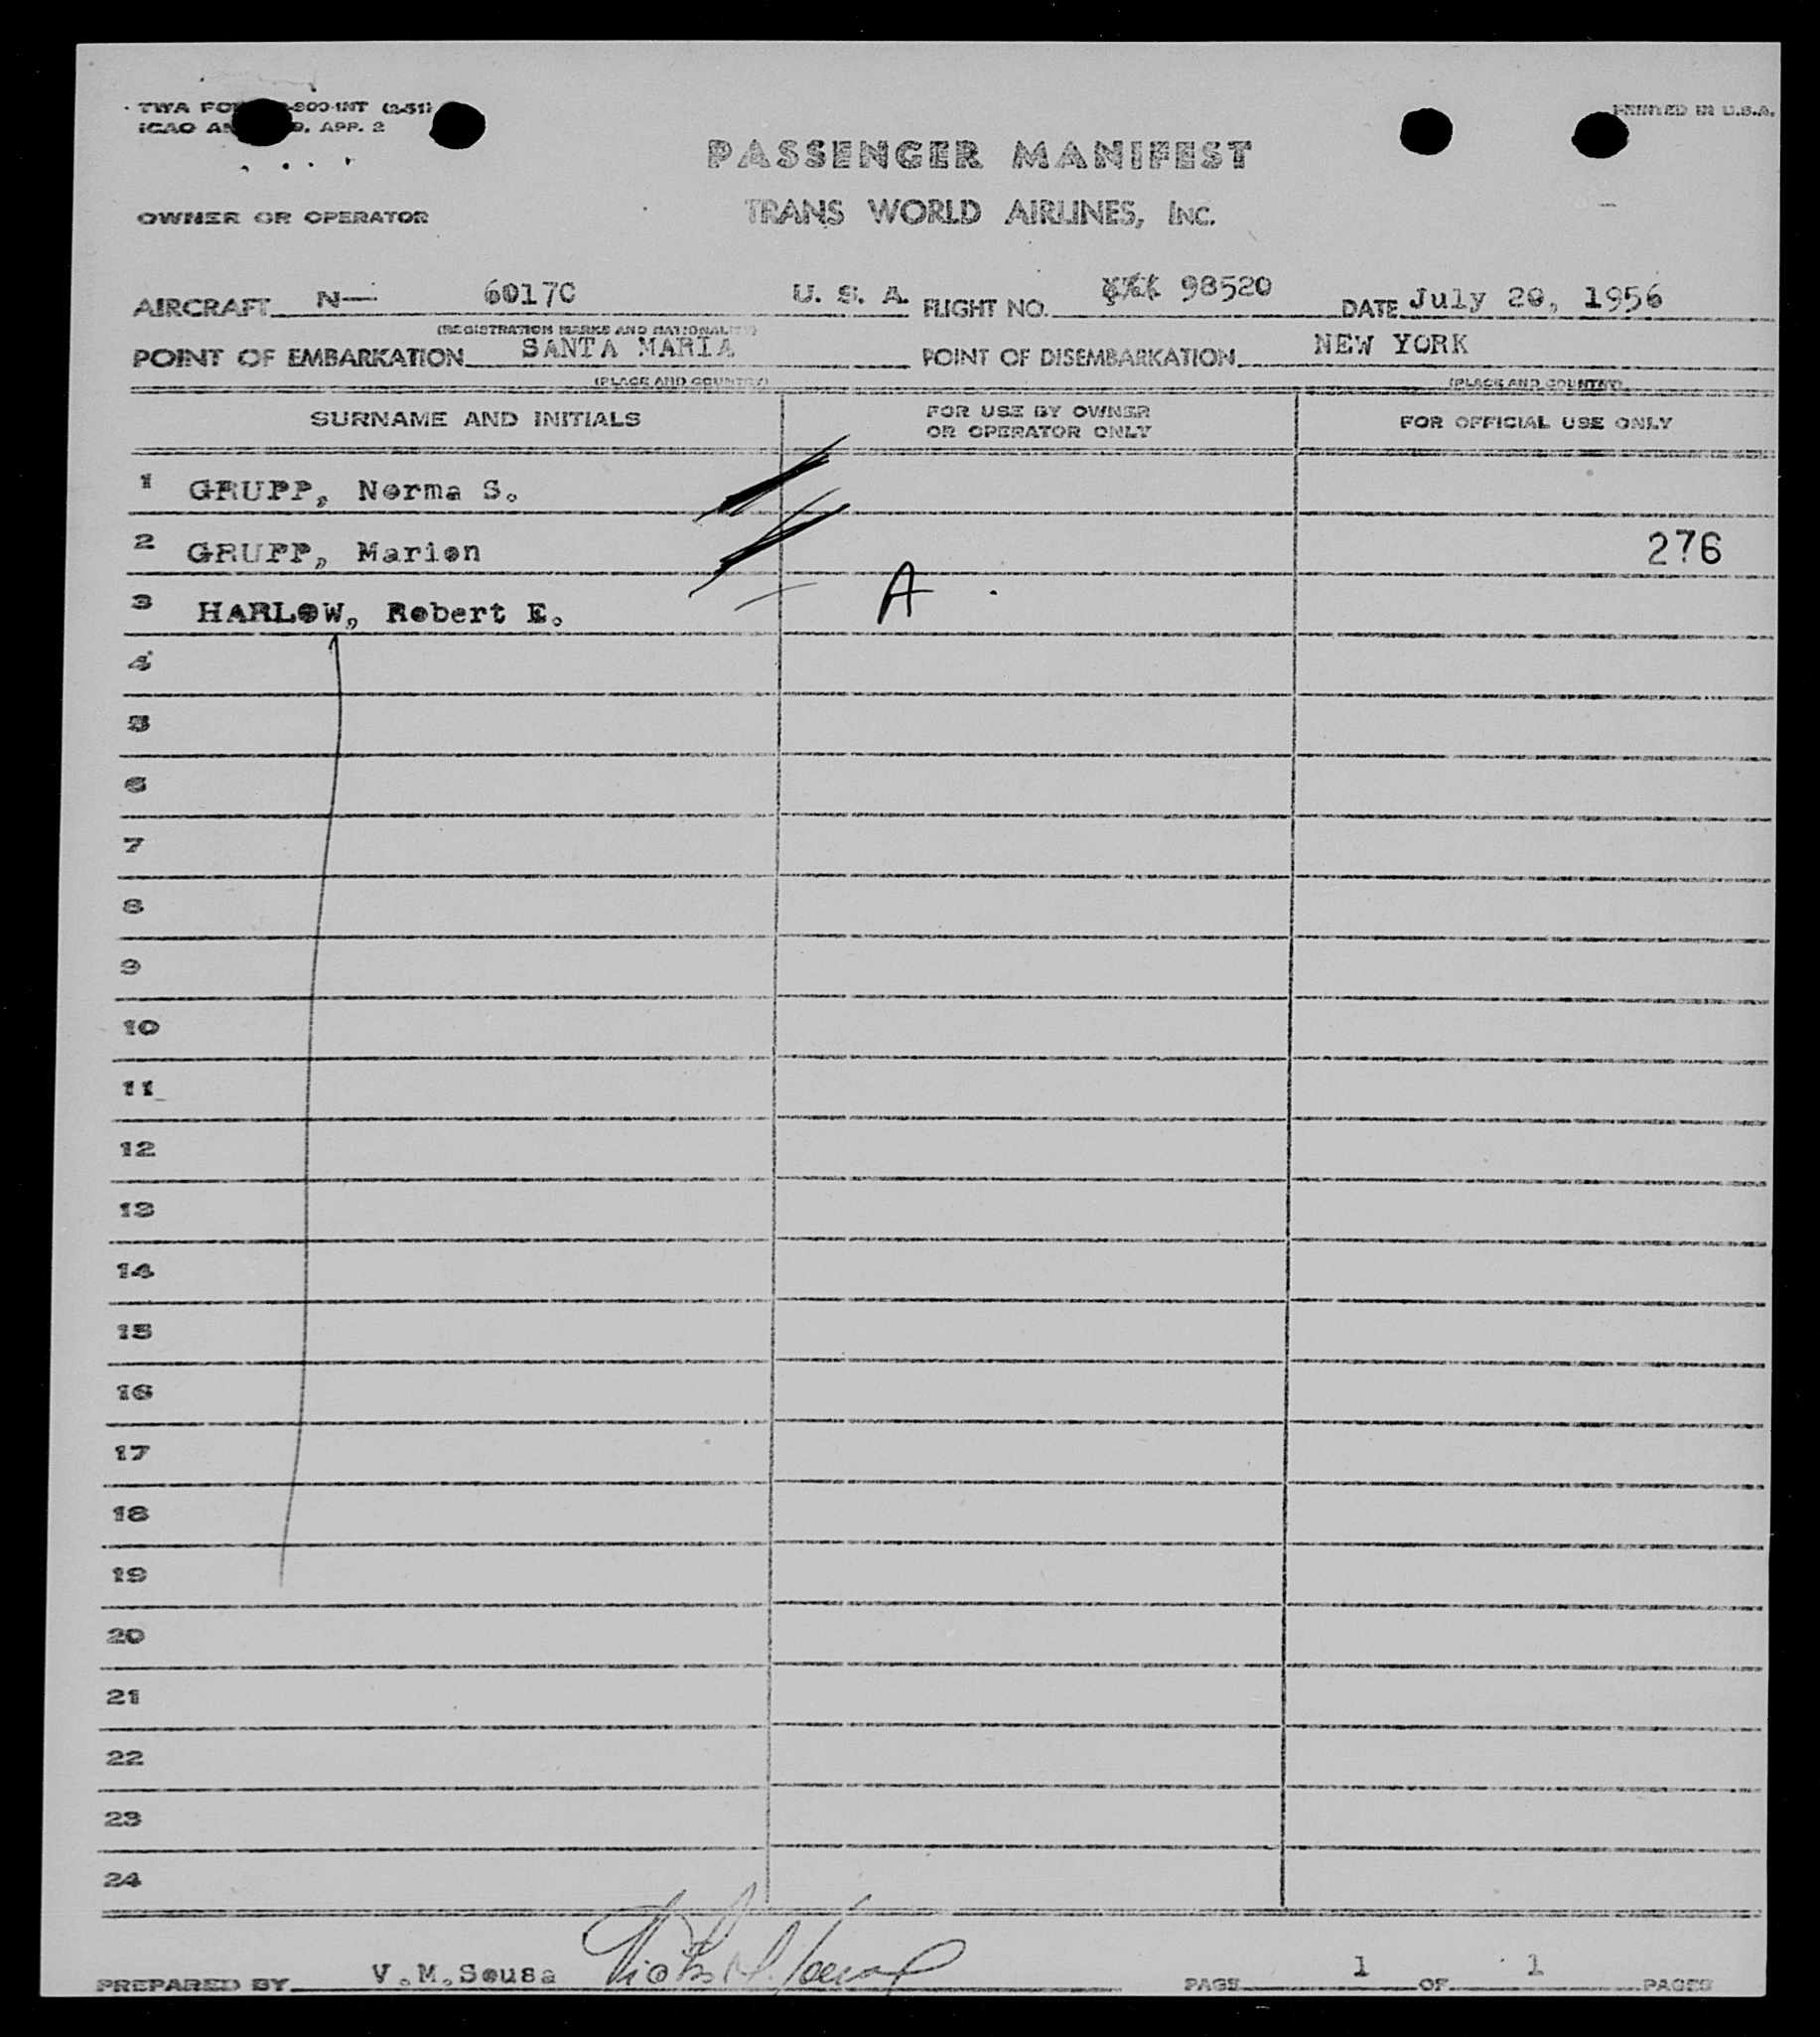 TWA FO -800-INT (2-51)
ICAO AN 9, APP. 2
PRINTED IN U.S.A.
PASSENGER MANIFEST
OWNER OR OPERATOR TRANS WORLD AIRLINES, INC.
AIRCRAFT N— 6017C U. S. A. FLIGHT NO. 98520 DATE July 20, 1956
(REGISTRATION MARKS AND NATIONALITY)
POINT OF EMBARKATION SANTA MARIA POINT OF DISEMBARKATION NEW YORK
(PLACE AND COUNTRY) (PLACE AND COUNTRY)
SURNAME AND INITIALS FOR USE BY OWNER OR OPERATOR ONLY FOR OFFICIAL USE ONLY
1 GRUPP, Norma S.
2 GRUPP, Marion 276
3 HARLOW, Robert E. A
4
5
6
7
8
9
10
11
12
13
14
15
16
17
18
19
20
21
22
23
24
PREPARED BY V.M.Sousa PAGE 1 OF 1 PAGES